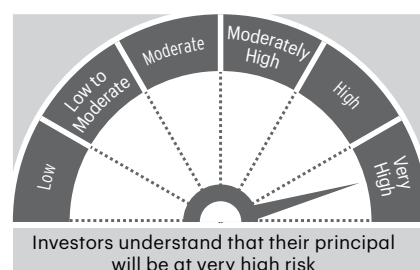 Low
Low to
Moderate
Moderate
Moderately
High
High
Very
High
Investors understand that their principal
will be at very high risk